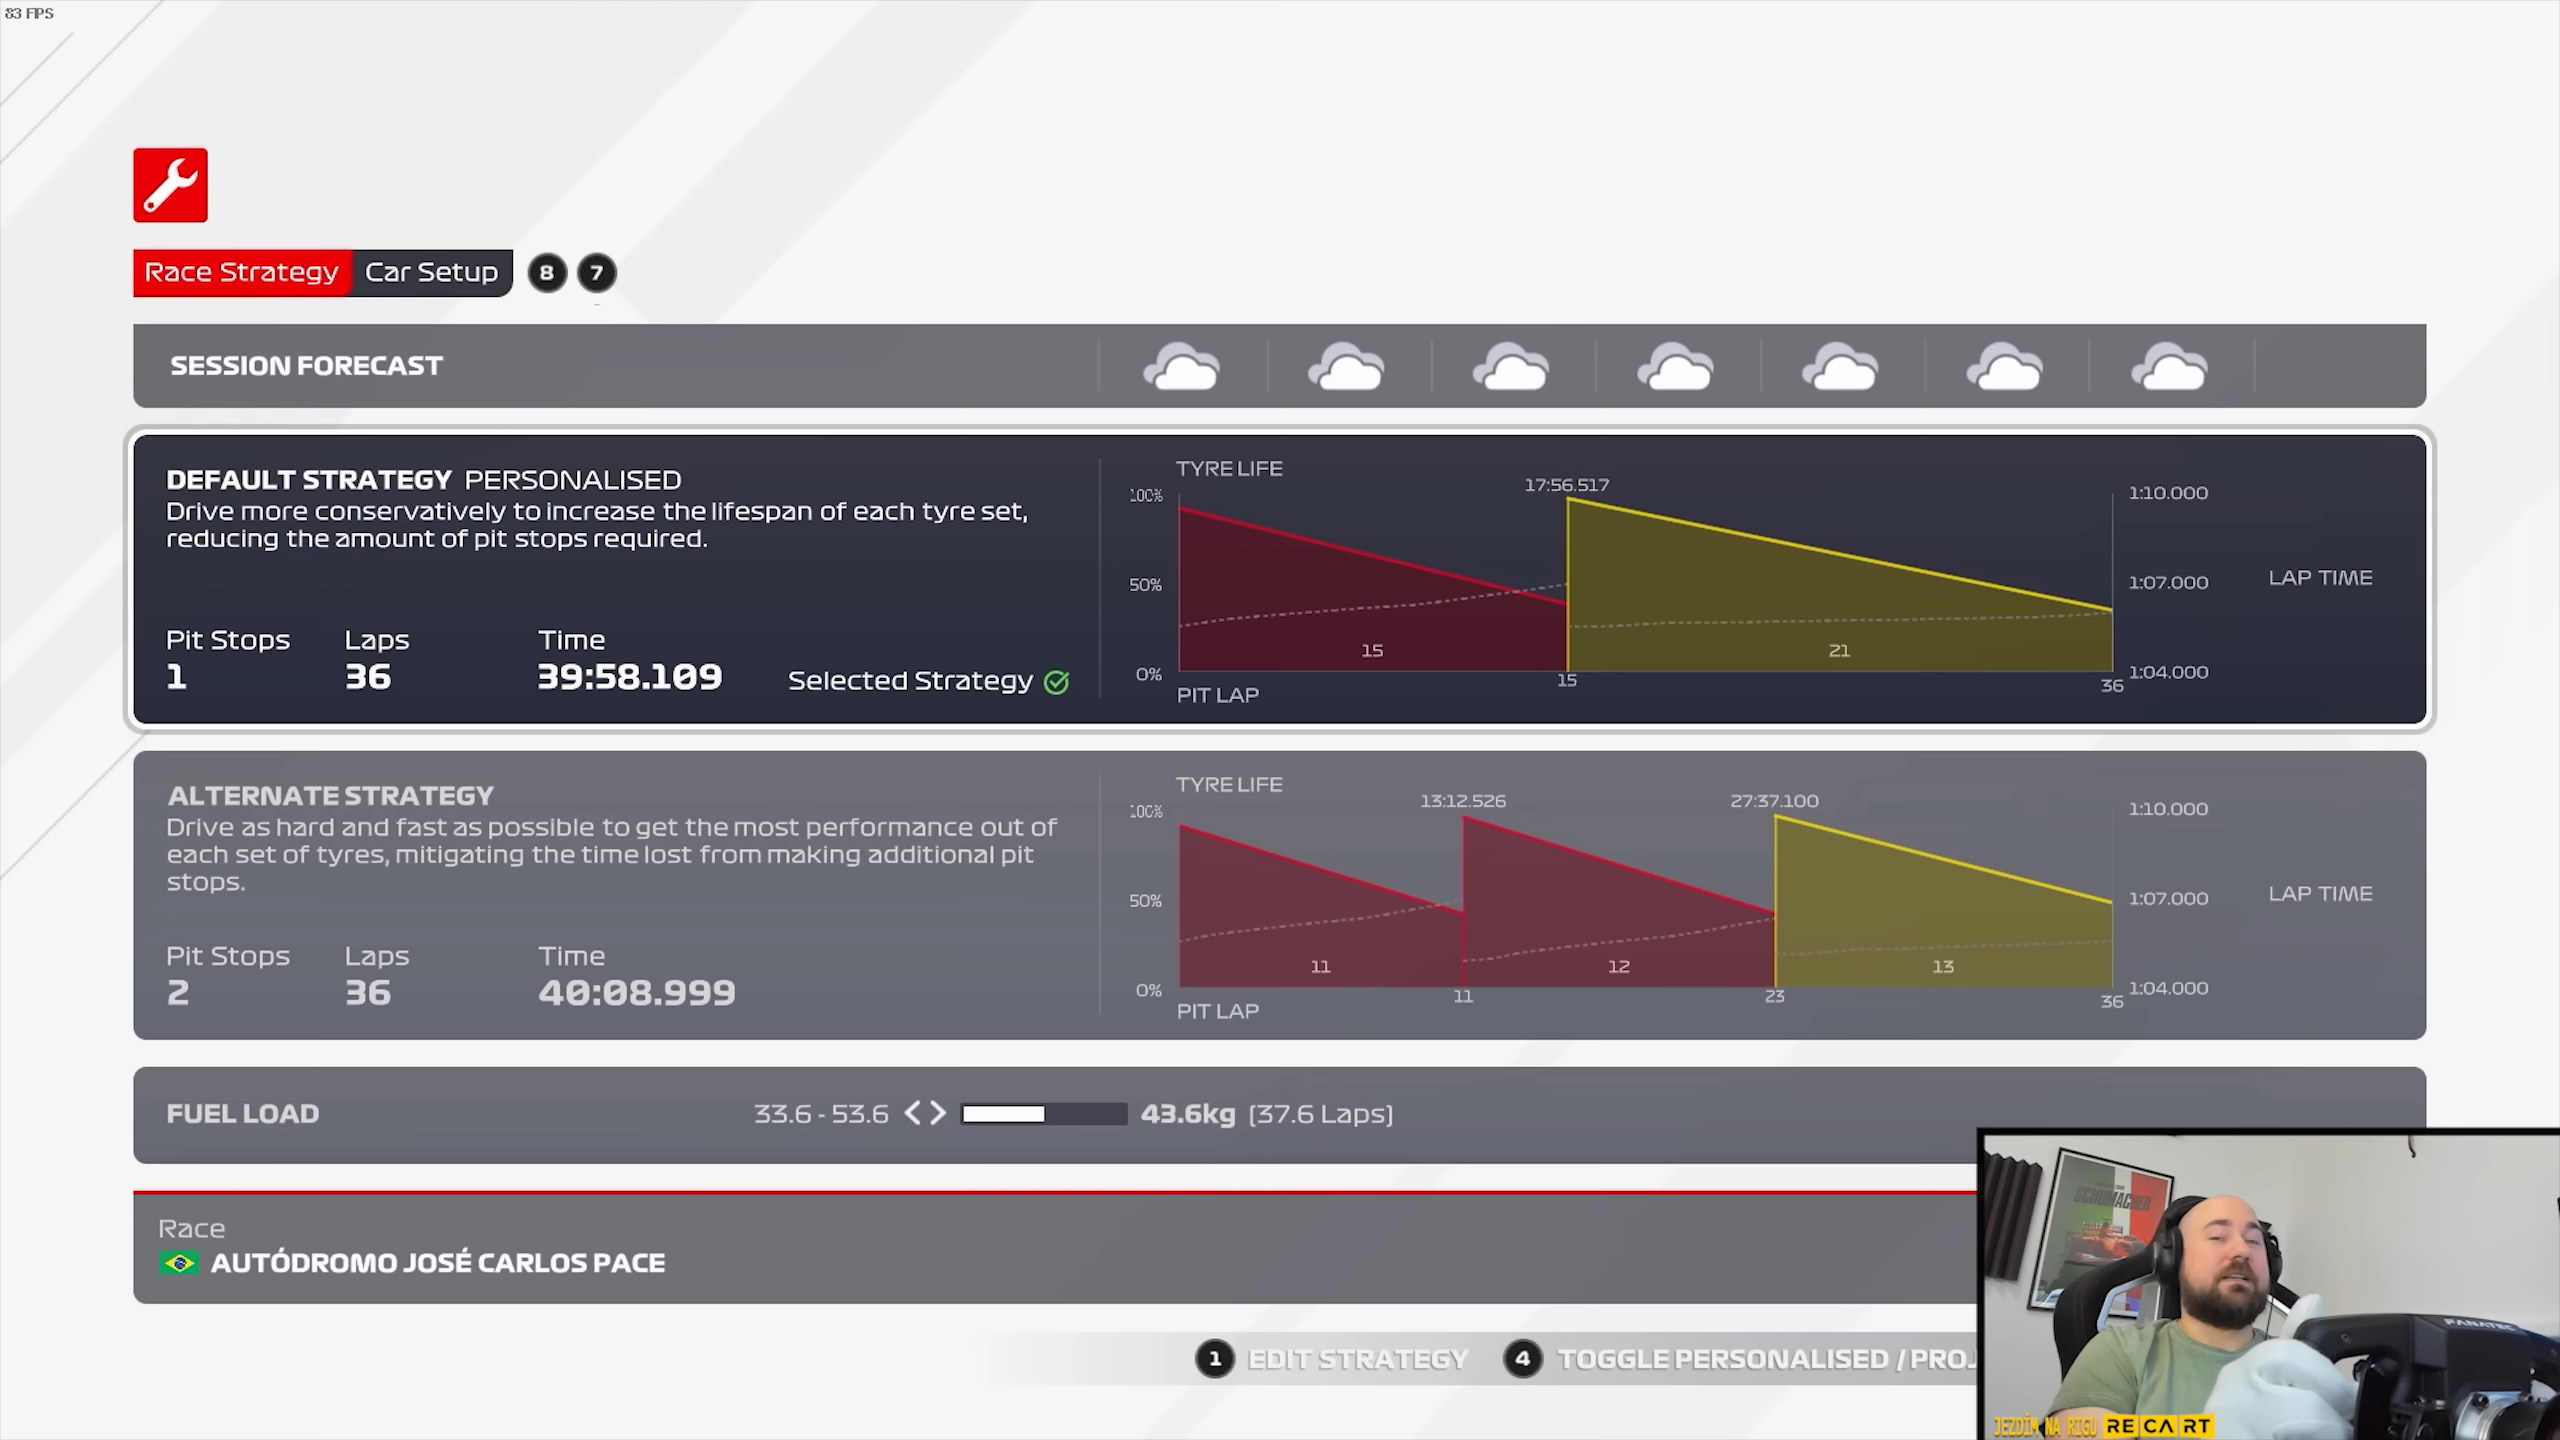 83 FPS
Race Strategy
Car Setup
8
7
SESSION FORECAST
DEFAULT STRATEGY PERSONALISED
Drive more conservatively to increase the lifespan of each tyre set,
reducing the amount of pit stops required.
Pit Stops
Laps
Time
1
36
39:58.109
Selected Strategy
TYRE LIFE
17:56.517
100%
50%
0%
15
21
15
36
PIT LAP
1:10.000
1:07.000
1:04.000
LAP TIME
ALTERNATE STRATEGY
Drive as hard and fast as possible to get the most performance out of
each set of tyres, mitigating the time lost from making additional pit
stops.
Pit Stops
Laps
Time
2
36
40:08.999
TYRE LIFE
13:12.526
27:37.100
100%
50%
0%
11
12
13
11
23
36
PIT LAP
1:10.000
1:07.000
1:04.000
LAP TIME
FUEL LOAD
33.6 - 53.6
43.6kg
[37.6 Laps]
Race
AUTÓDROMO JOSÉ CARLOS PACE
1
EDIT STRATEGY
4
TOGGLE PERSONALISED / PROJ
SCHUMACHER
FANATEC
JEZDÍM NA RIGU RECART